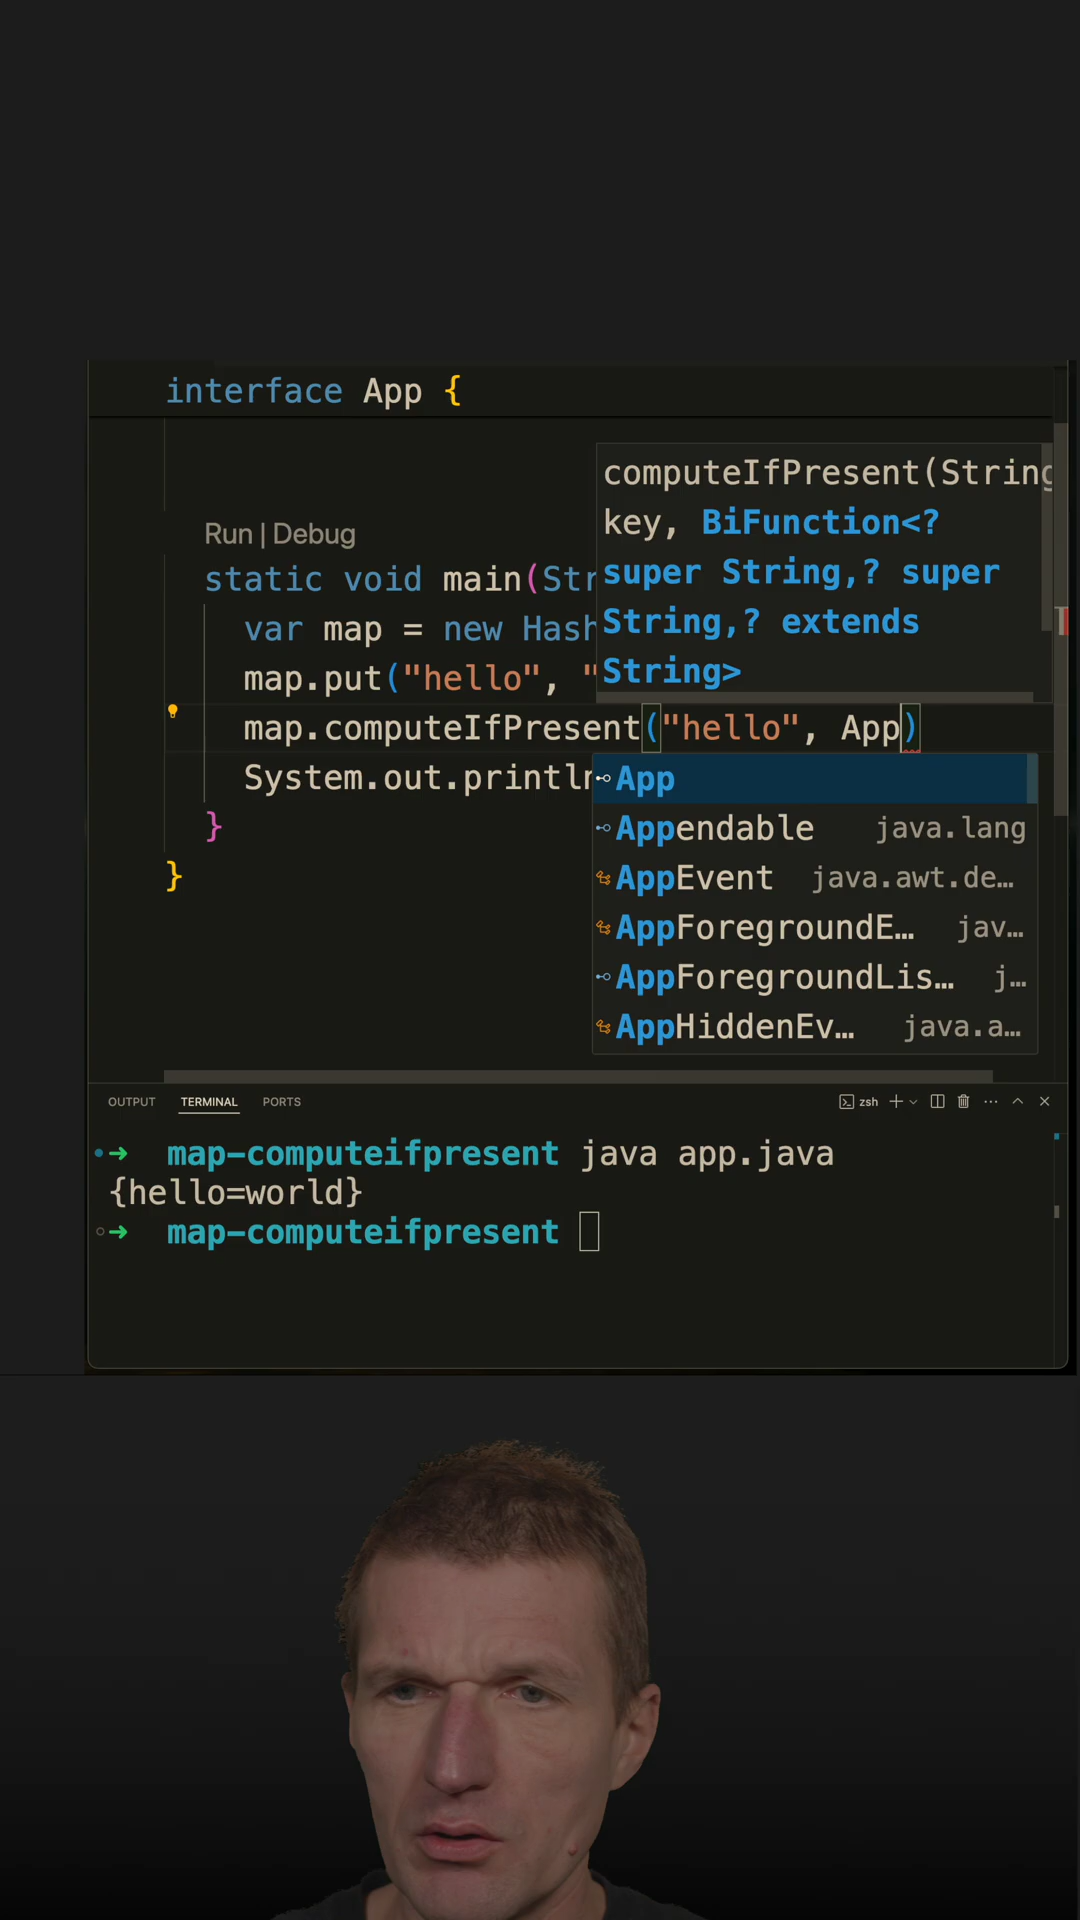 interface App {
computeIfPresent(String
key, BiFunction<?
super String,? super
String,? extends
String>
Run | Debug
static void main(Str
var map = new Hash
map.put("hello", "
map.computeIfPresent("hello", App)
System.out.println
}
}
App
Appendable java.lang
AppEvent java.awt.de…
AppForegroundE… jav…
AppForegroundLis… j…
AppHiddenEv… java.a…
OUTPUT TERMINAL PORTS zsh
→ map-computeifpresent java app.java
{hello=world}
→ map-computeifpresent